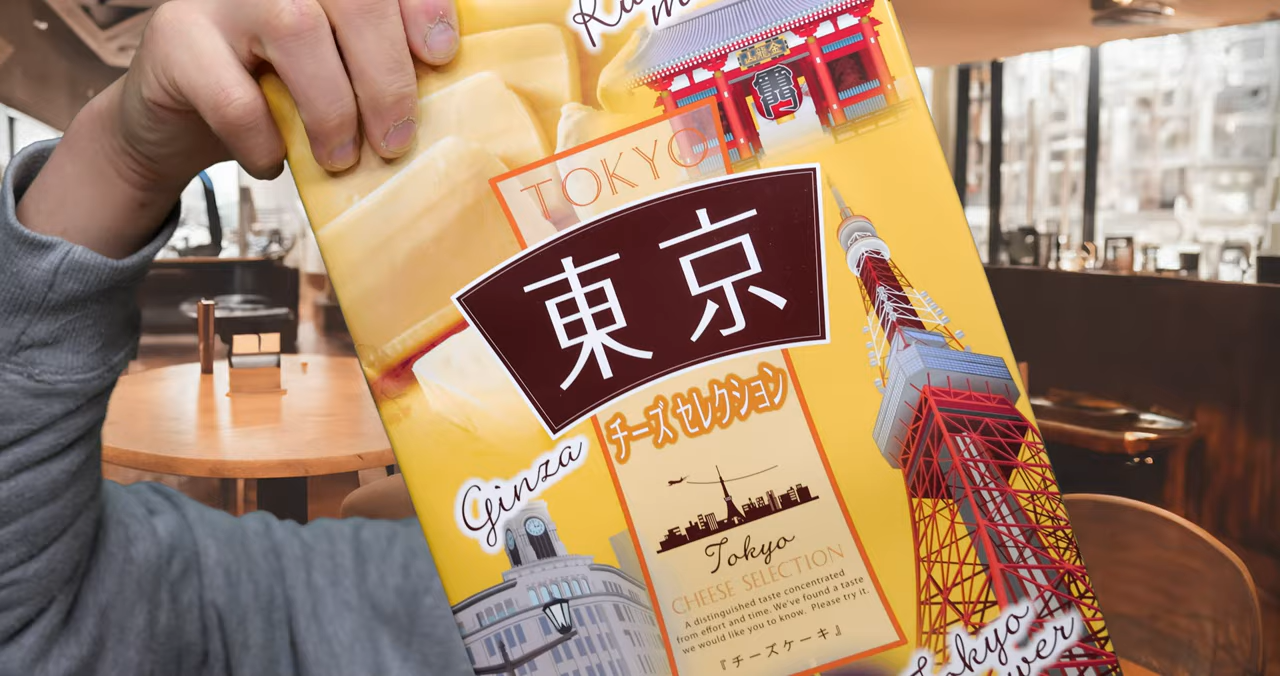 TOKYO
東京
チーズ セレクション
Ginza
Tokyo
CHEESE SELECTION
A distinguished taste concentrated
from effort and time. We've found a taste
we would like you to know. Please try it.
『チーズケーキ』
Tokyo